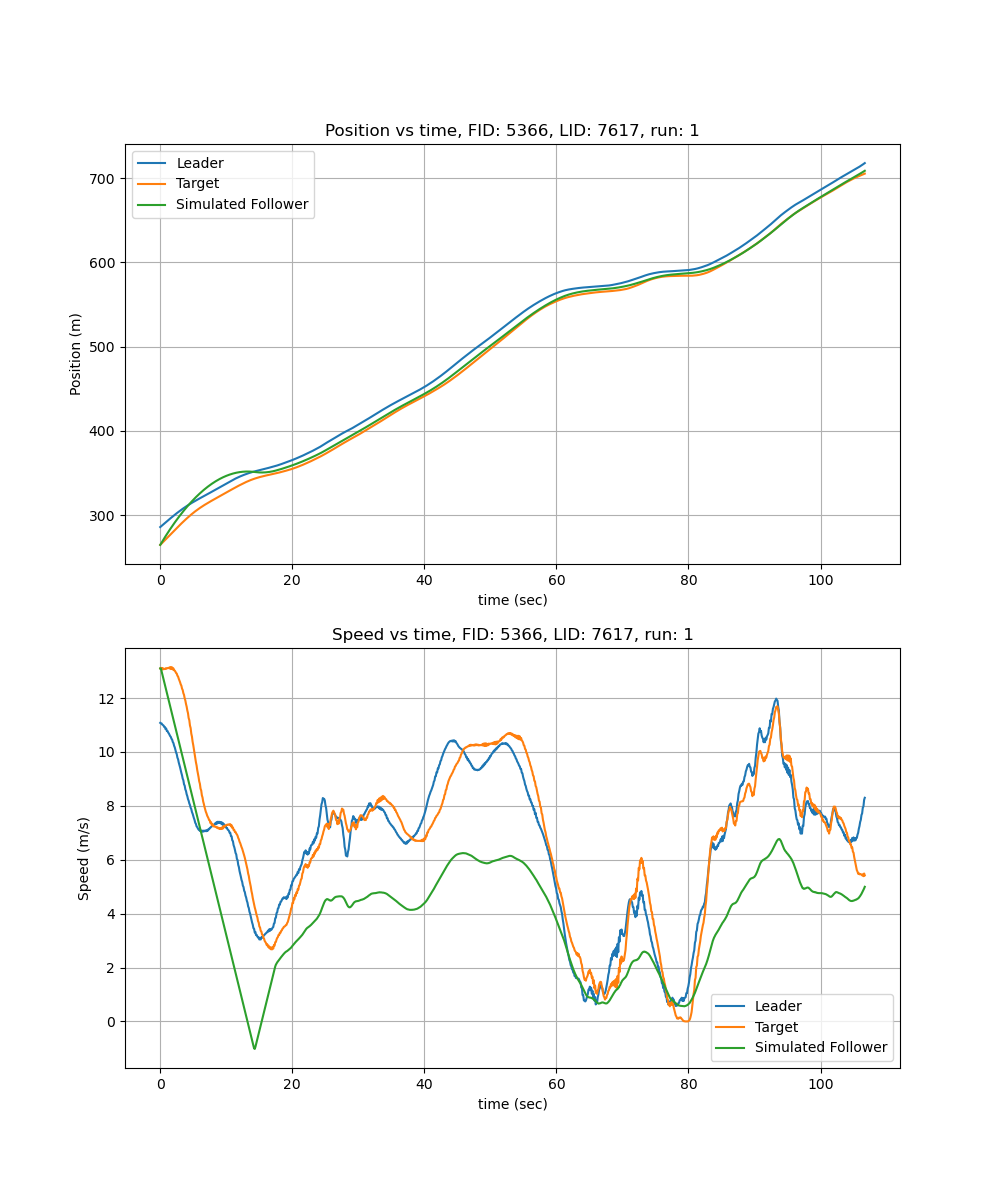 Position vs time, FID: 5366, LID: 7617, run: 1
Leader
Target
Simulated Follower
700
600
500
400
300
Position (m)
0 20 40 60 80 100
time (sec)
Speed vs time, FID: 5366, LID: 7617, run: 1
12
10
8
6
4
2
0
Speed (m/s)
Leader
Target
Simulated Follower
0 20 40 60 80 100
time (sec)